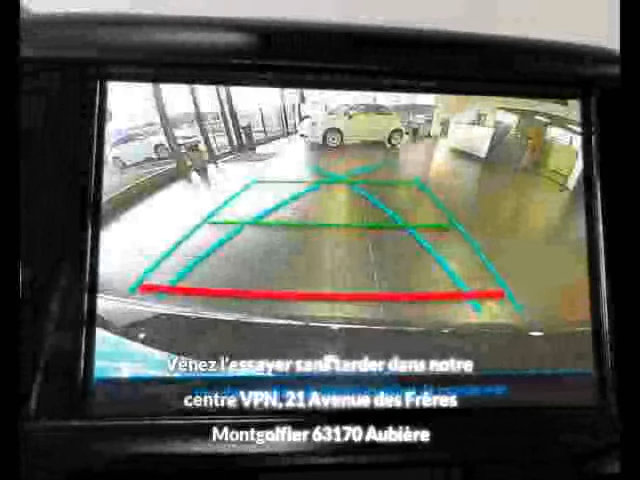 Venez l'essayer sans tarder dans notre
centre VPN, 21 Avenue des Frères
Montgolfier 63170 Aubière